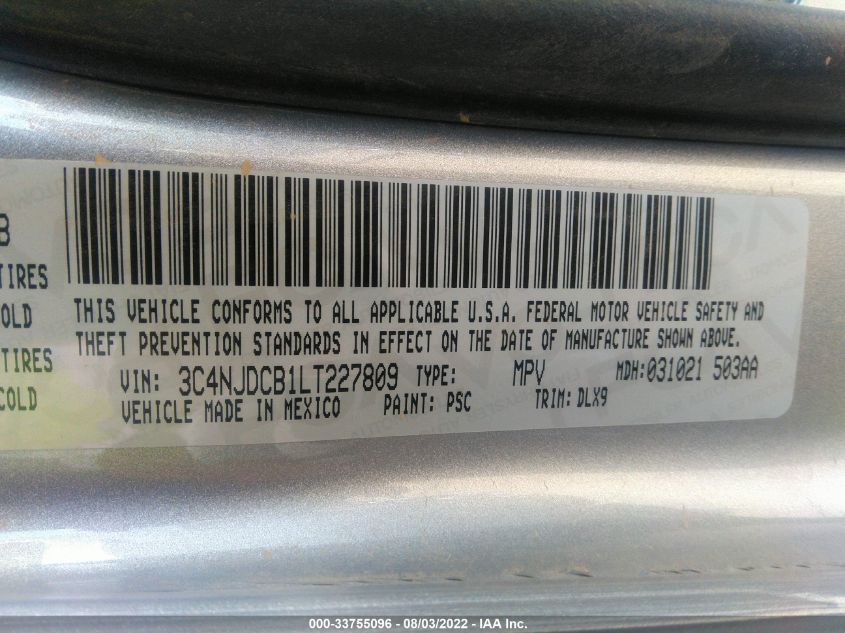 B
TIRES
OLD
TIRES
COLD
THIS VEHICLE CONFORMS TO ALL APPLICABLE U.S.A. FEDERAL MOTOR VEHICLE SAFETY AND
THEFT PREVENTION STANDARDS IN EFFECT ON THE DATE OF MANUFACTURE SHOWN ABOVE.
VIN: 3C4NJDCB1LT227809 TYPE: MPV MDH:031021 503AA
VEHICLE MADE IN MEXICO PAINT: PSC TRIM: DLX9
000-33755096 - 08/03/2022 - IAA Inc.